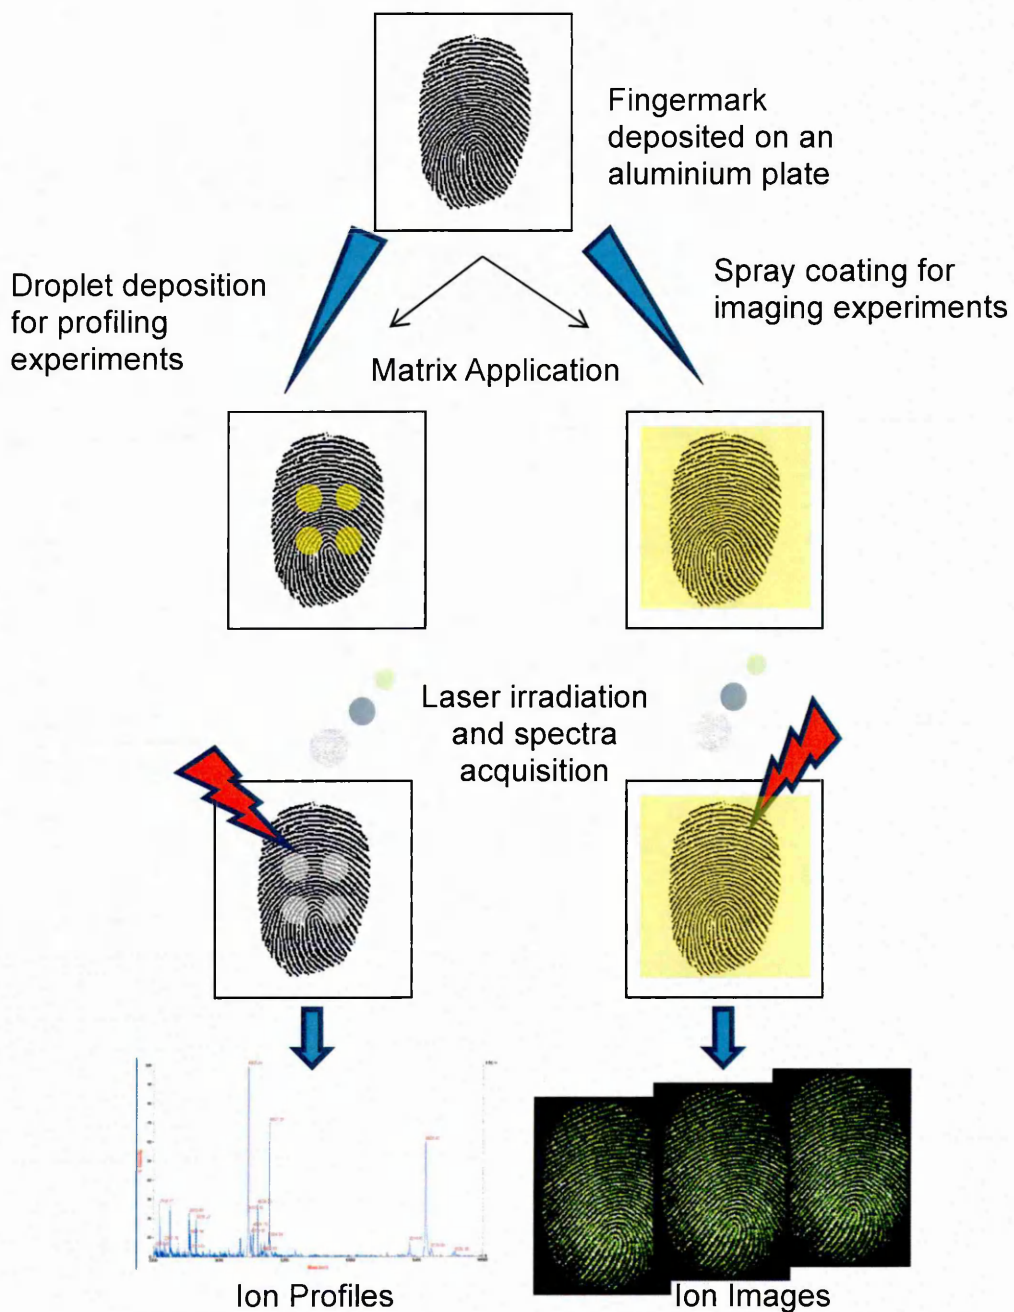 Fingermark
deposited on an
aluminium plate
Droplet deposition
for profiling
experiments
Spray coating for
imaging experiments
Matrix Application
Laser irradiation
and spectra
acquisition
Ion Profiles
Ion Images